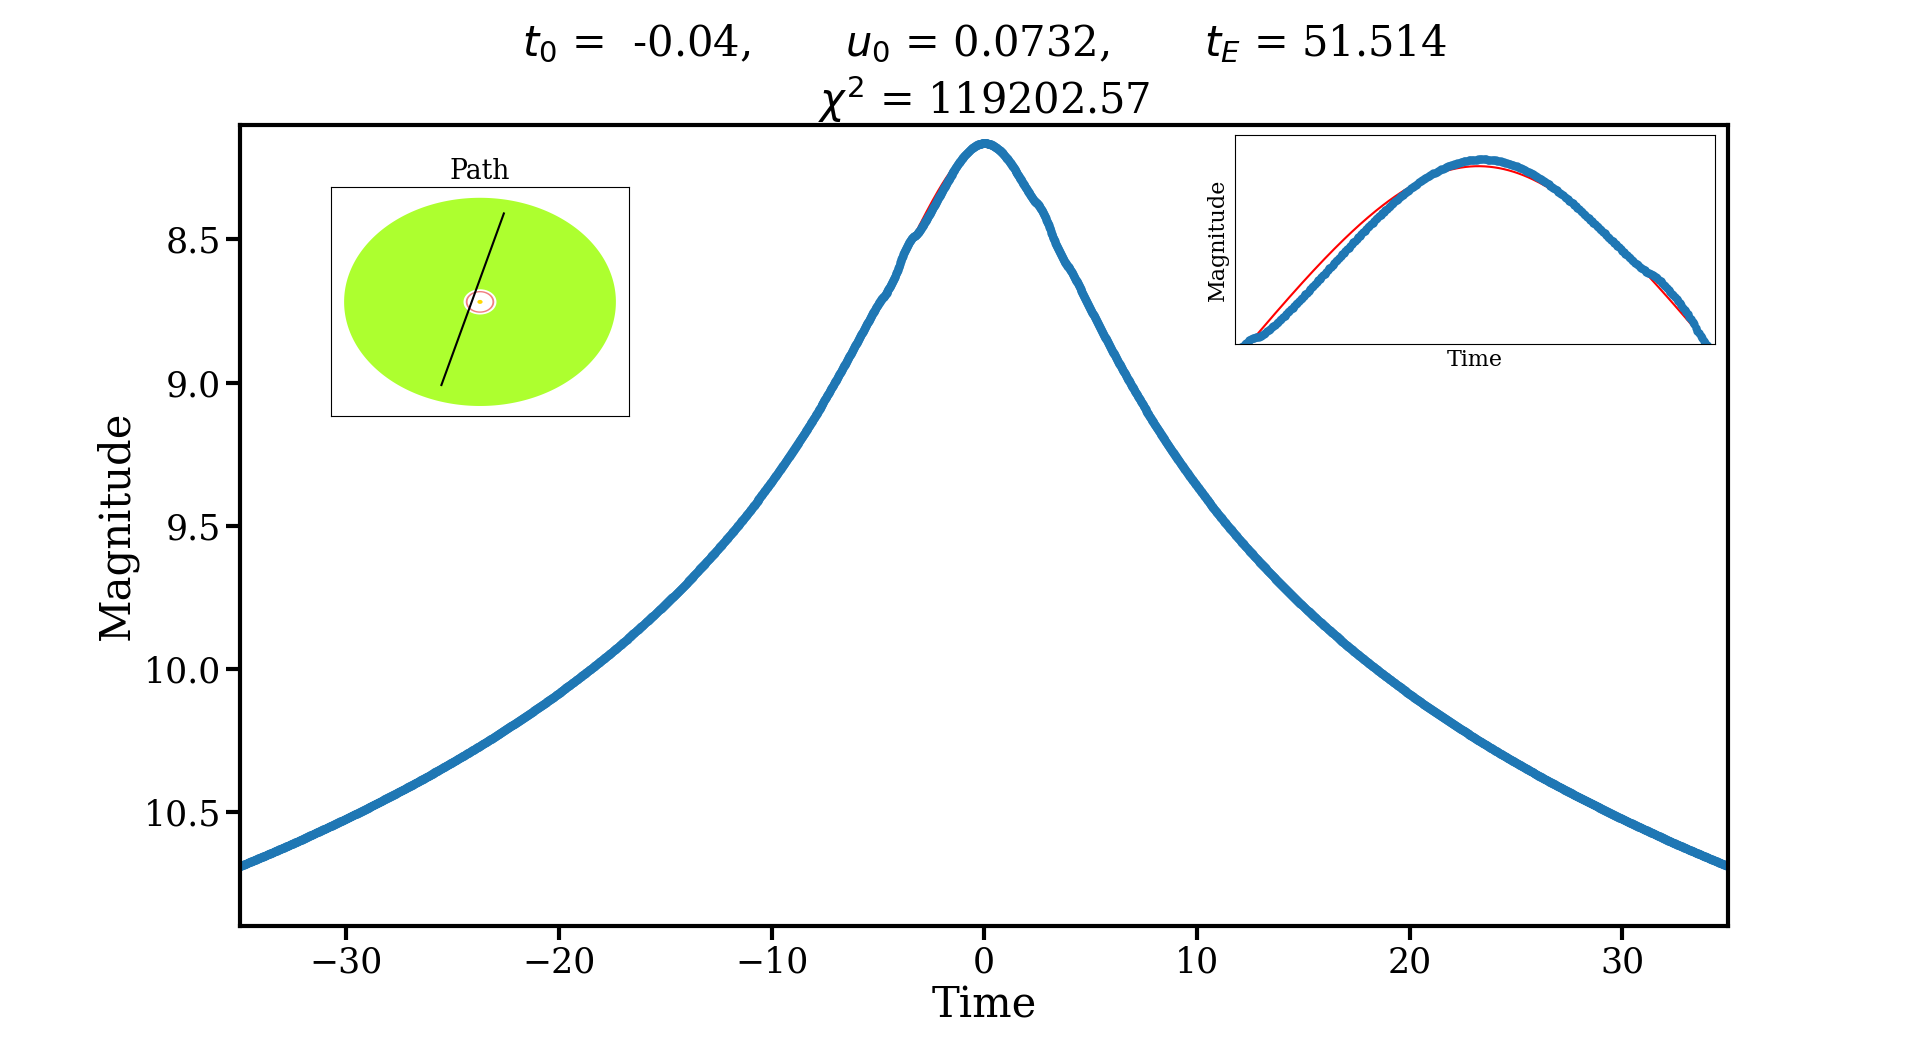 t₀ = -0.04, u₀ = 0.0732, t_E = 51.514
χ² = 119202.57
Path
Magnitude
Time
Magnitude
8.5
9.0
9.5
10.0
10.5
−30 −20 −10 0 10 20 30
Time